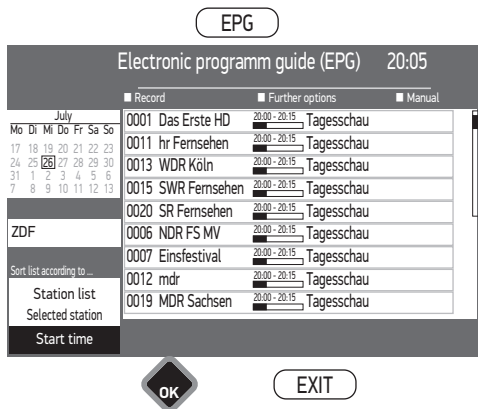 EPG
Electronic programm guide (EPG) 20:05
Record Further options Manual
July
Mo Di Mi Do Fr Sa So
17 18 19 20 21 22 23
24 25 26 27 28 29 30
31 1 2 3 4 5 6
7 8 9 10 11 12 13
ZDF
Sort list according to ...
Station list
Selected station
Start time
0001 Das Erste HD 20:00 - 20:15 Tagesschau
0011 hr Fernsehen 20:00 - 20:15 Tagesschau
0013 WDR Köln 20:00 - 20:15 Tagesschau
0015 SWR Fernsehen 20:00 - 20:15 Tagesschau
0020 SR Fernsehen 20:00 - 20:15 Tagesschau
0006 NDR FS MV 20:00 - 20:15 Tagesschau
0007 Einsfestival 20:00 - 20:15 Tagesschau
0012 mdr 20:00 - 20:15 Tagesschau
0019 MDR Sachsen 20:00 - 20:15 Tagesschau
OK
EXIT